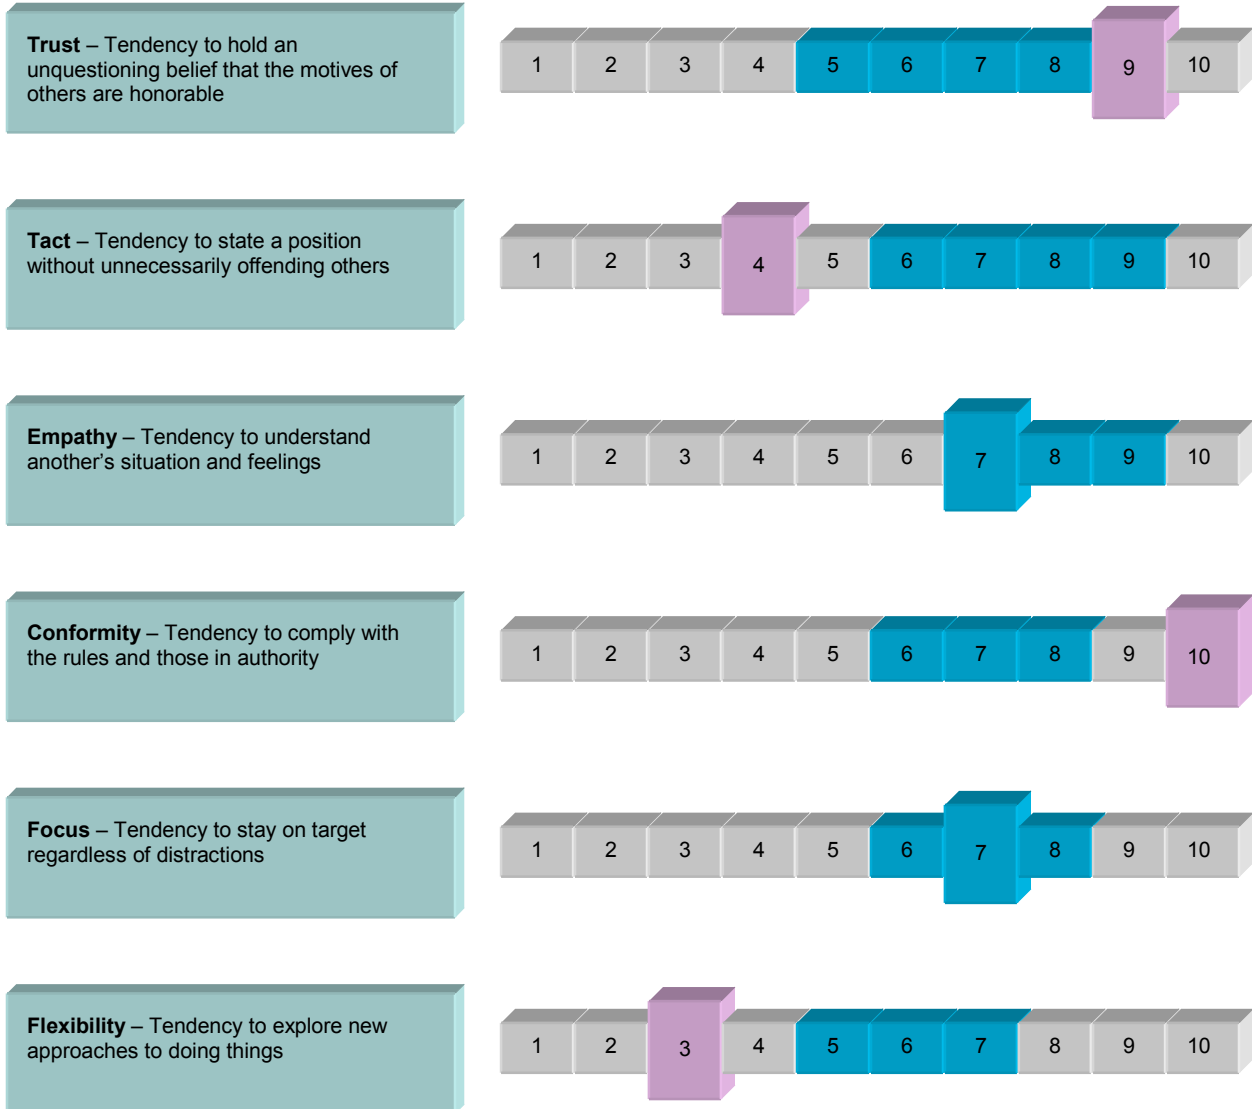 Trust – Tendency to hold an
unquestioning belief that the motives of
others are honorable
1 2 3 4 5 6 7 8 9 10
Tact – Tendency to state a position
without unnecessarily offending others
1 2 3 4 5 6 7 8 9 10
Empathy – Tendency to understand
another’s situation and feelings
1 2 3 4 5 6 7 8 9 10
Conformity – Tendency to comply with
the rules and those in authority
1 2 3 4 5 6 7 8 9 10
Focus – Tendency to stay on target
regardless of distractions
1 2 3 4 5 6 7 8 9 10
Flexibility – Tendency to explore new
approaches to doing things
1 2 3 4 5 6 7 8 9 10